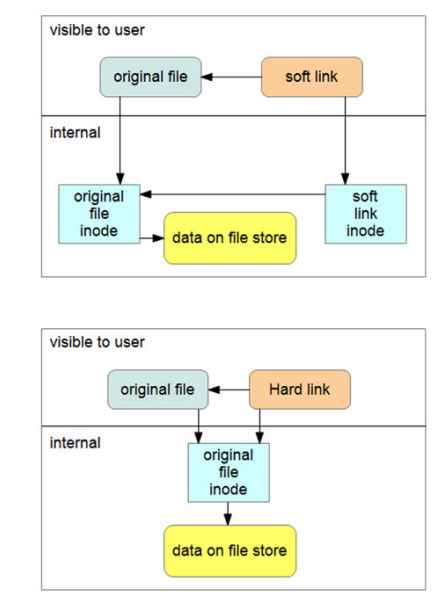 visible to user
original file
soft link
internal
original
file
inode
soft
link
inode
data on file store
visible to user
original file
Hard link
internal
original
file
inode
data on file store